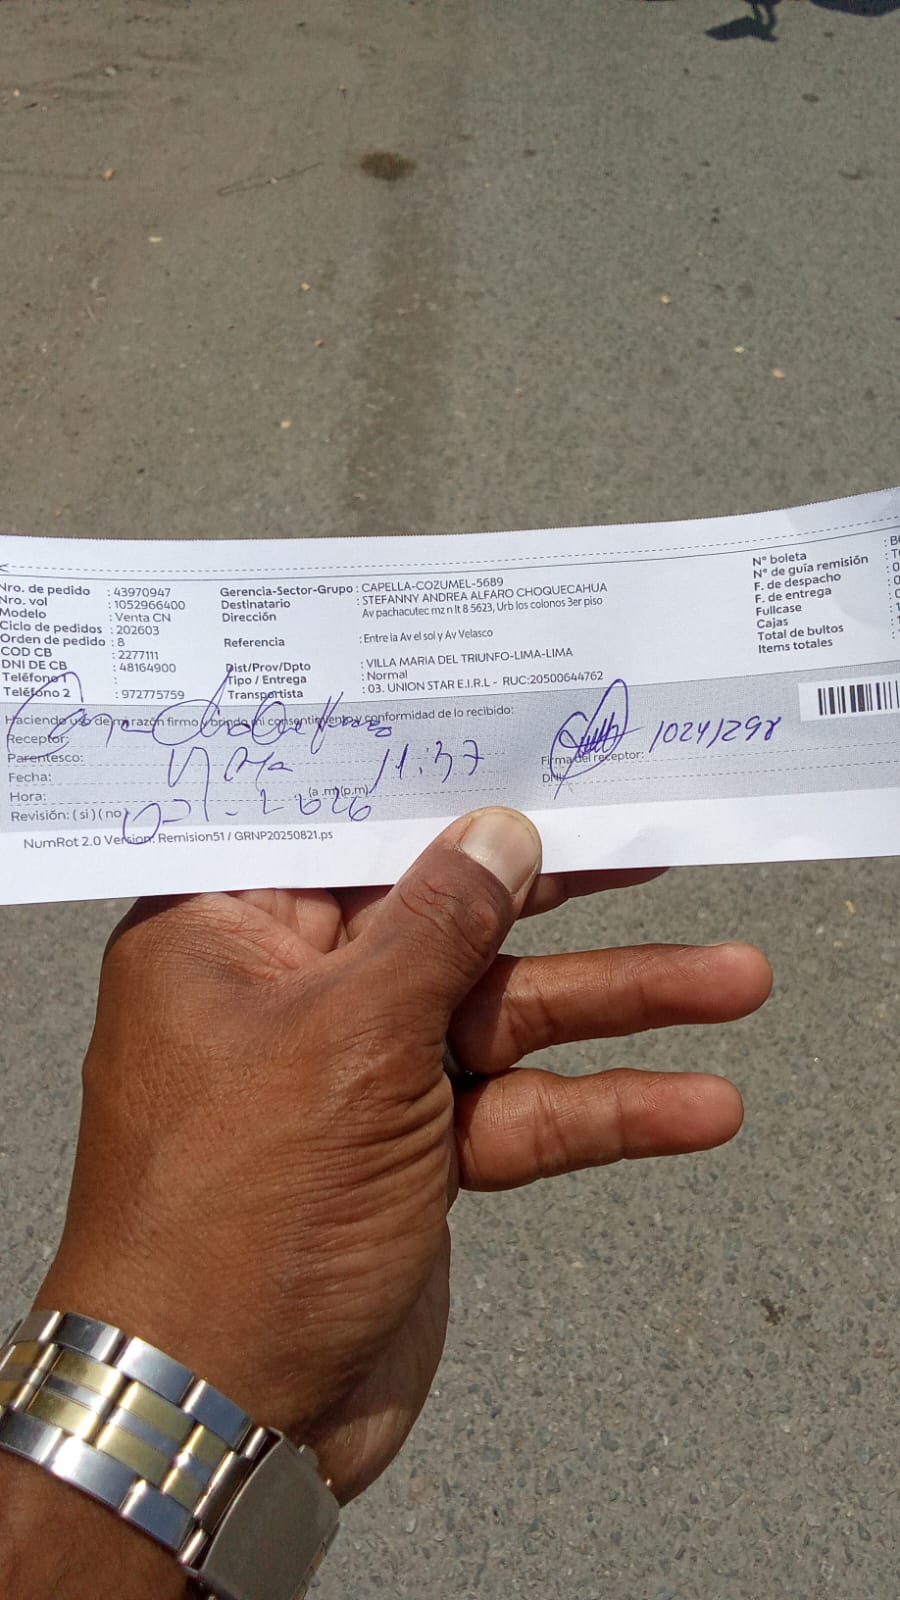 Nro. de pedido : 43970947
Nro. vol : 1052966400
Modelo : Venta CN
Ciclo de pedidos : 202603
Orden de pedido : 8
COD CB : 2277111
DNI DE CB : 48164900
Teléfono 1 :
Teléfono 2 : 972775759
Gerencia-Sector-Grupo : CAPELLA-COZUMEL-5689
Destinatario : STEFANNY ANDREA ALFARO CHOQUECAHUA
Dirección Av pachacutec mz n lt 8 5623, Urb los colonos 3er piso
Referencia : Entre la Av el sol y Av Velasco
Dist/Prov/Dpto : VILLA MARIA DEL TRIUNFO-LIMA-LIMA
Tipo / Entrega : Normal
Transportista : 03. UNION STAR E.I.R.L - RUC:20500644762
N° boleta
N° de guía remisión
F. de despacho
F. de entrega
Fullcase
Cajas
Total de bultos
Items totales
Haciendo uso de mi razón firmo y brindo mi consentimiento y conformidad de lo recibido:
Receptor:
Parentesco:
Fecha: 11:37
Hora: (a .m) (p.m)
Revisión: ( si ) ( no )
Firma del receptor: 10241298
DNI:
NumRot 2.0 Version: Remision51 / GRNP20250821.ps